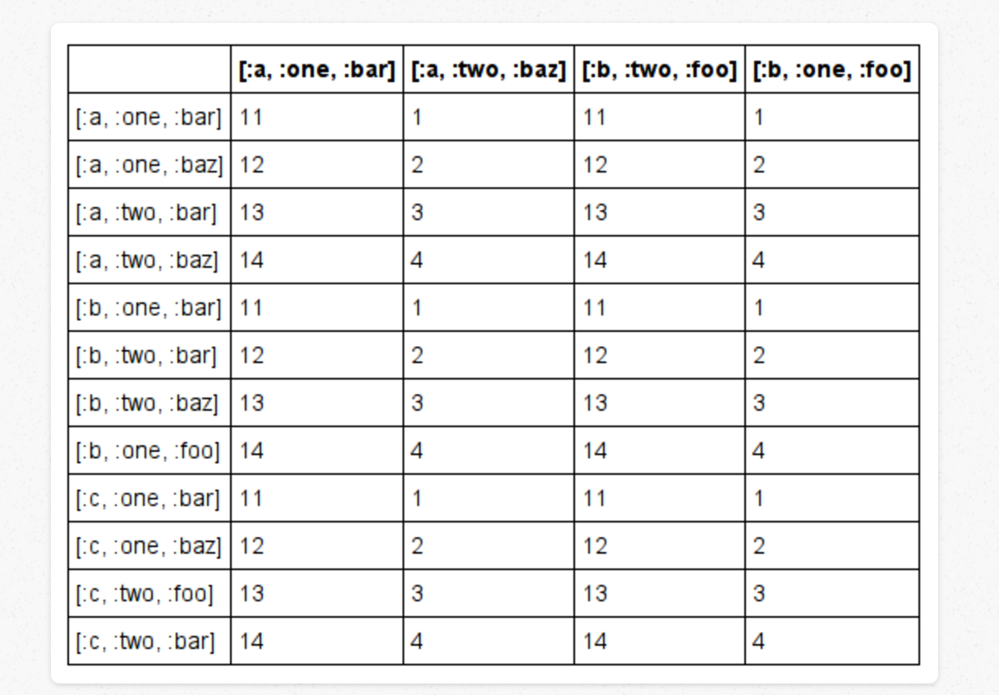 [:a, :one, :bar] [:a, :two, :baz] [:b, :two, :foo] [:b, :one, :foo]
[:a, :one, :bar] 11 1 11 1
[:a, :one, :baz] 12 2 12 2
[:a, :two, :bar] 13 3 13 3
[:a, :two, :baz] 14 4 14 4
[:b, :one, :bar] 11 1 11 1
[:b, :two, :bar] 12 2 12 2
[:b, :two, :baz] 13 3 13 3
[:b, :one, :foo] 14 4 14 4
[:c, :one, :bar] 11 1 11 1
[:c, :one, :baz] 12 2 12 2
[:c, :two, :foo] 13 3 13 3
[:c, :two, :bar] 14 4 14 4